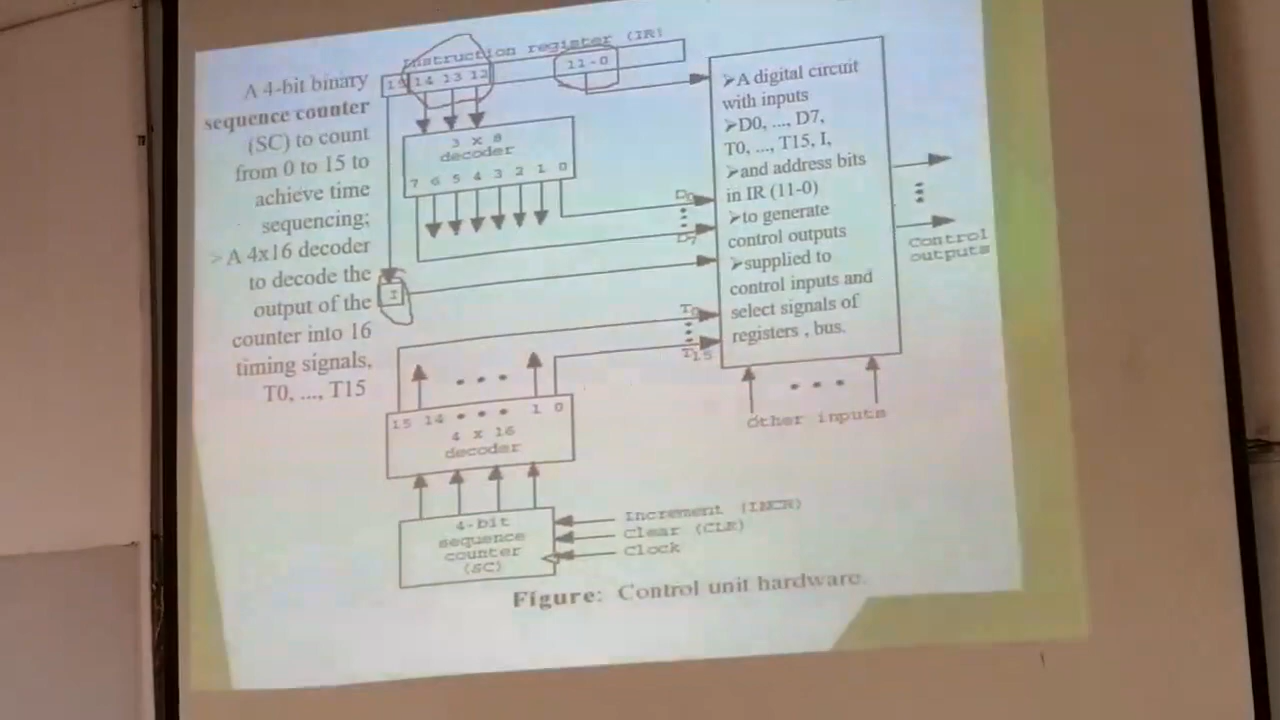 Instruction register (IR)
15 14 13 12
11-0
A 4-bit binary
sequence counter
(SC) to count
from 0 to 15 to
achieve time
sequencing;
➢A 4x16 decoder
to decode the
output of the
counter into 16
timing signals,
T0, ..., T15
3 x 8
decoder
7 6 5 4 3 2 1 0
D0
D7
I
T0
T15
15 14 1 0
4 x 16
decoder
4-bit
sequence
counter
(SC)
Increment (INCR)
Clear (CLR)
Clock
➢A digital circuit
with inputs
➢D0, ..., D7,
T0, ..., T15, I,
➢and address bits
in IR (11-0)
➢to generate
control outputs
➢supplied to
control inputs and
select signals of
registers , bus.
Control
outputs
Other inputs
Figure: Control unit hardware.